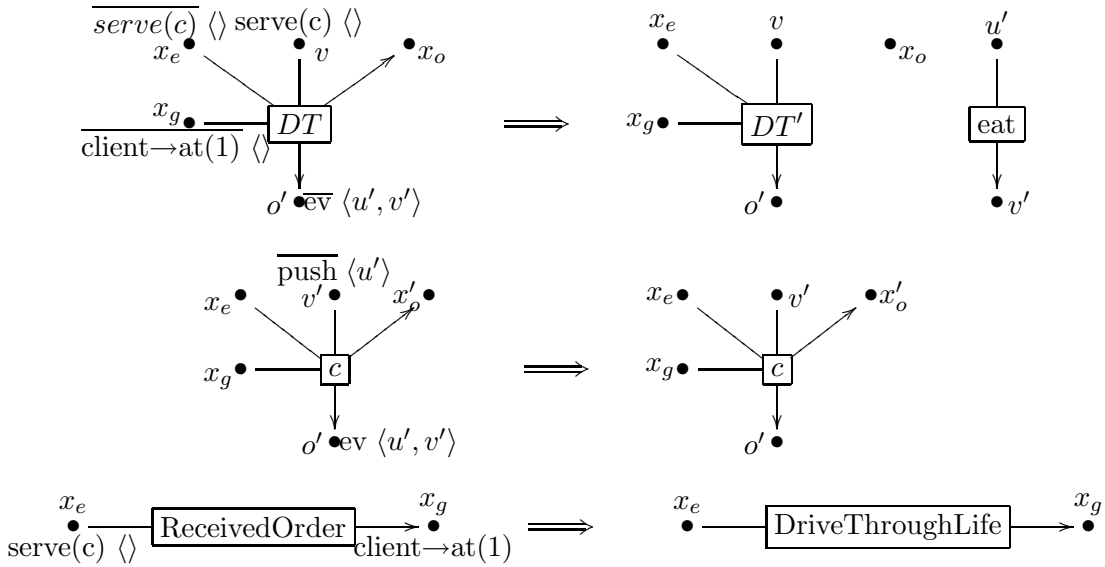 serve(c) ⟨⟩ serve(c) ⟨⟩
x_e v x_o x_e v x_o u′
x_g DT ⟹ x_g DT′ eat
client→at(1) ⟨⟩
o′ ev ⟨u′, v′⟩ o′ v′
push ⟨u′⟩
x_e v′ x′_o x_e v′ x′_o
x_g c ⟹ x_g c
o′ ev ⟨u′, v′⟩ o′
x_e x_g x_e x_g
ReceivedOrder ⟹ DriveThroughLife
serve(c) ⟨⟩ client→at(1)